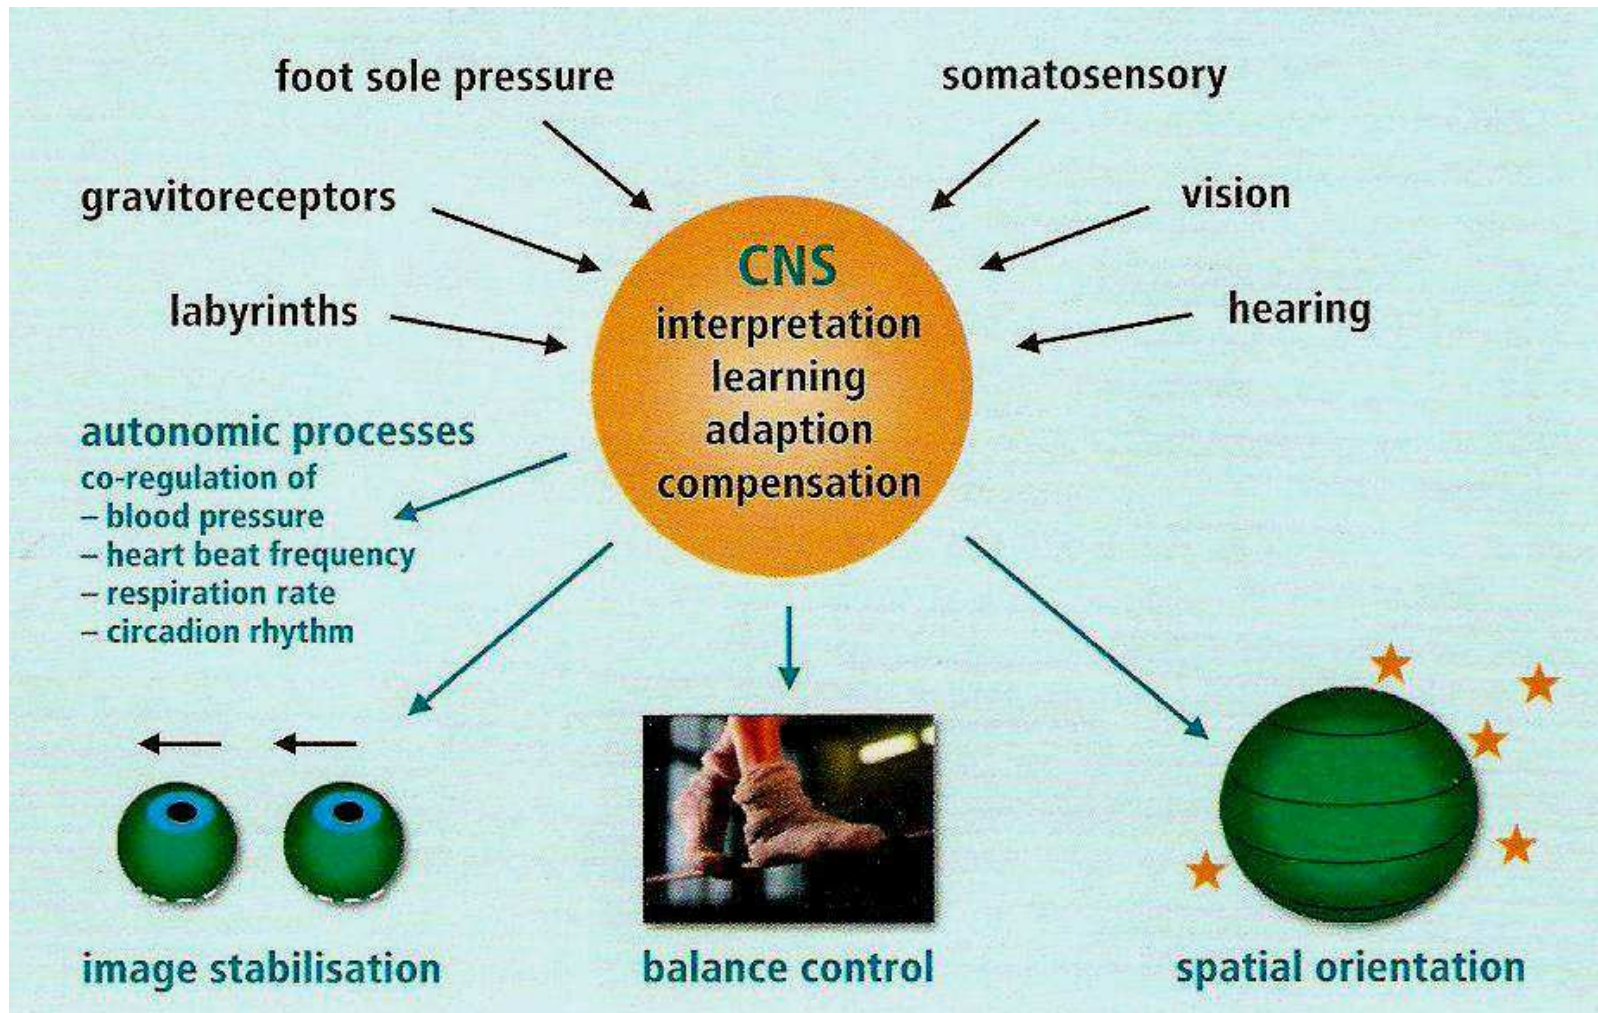 foot sole pressure
somatosensory
gravitoreceptors
vision
labyrinths
hearing
CNS
interpretation
learning
adaption
compensation
autonomic processes
co-regulation of
– blood pressure
– heart beat frequency
– respiration rate
– circadion rhythm
image stabilisation
balance control
spatial orientation